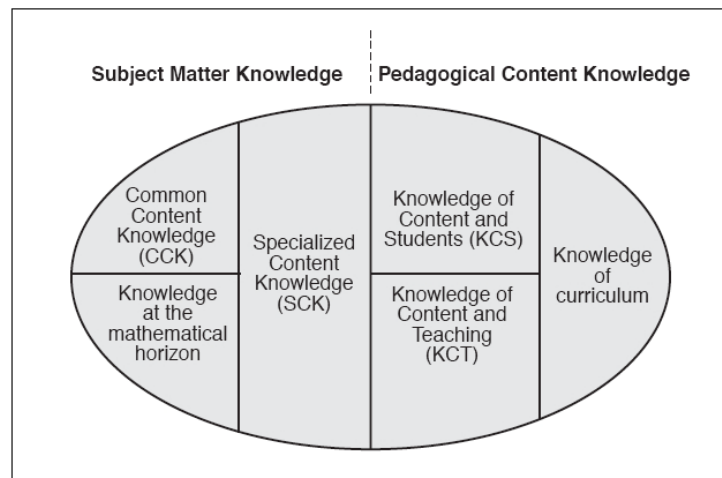 Subject Matter Knowledge
Pedagogical Content Knowledge
Common
Content
Knowledge
(CCK)
Knowledge
at the
mathematical
horizon
Specialized
Content
Knowledge
(SCK)
Knowledge of
Content and
Students (KCS)
Knowledge of
Content and
Teaching
(KCT)
Knowledge
of
curriculum